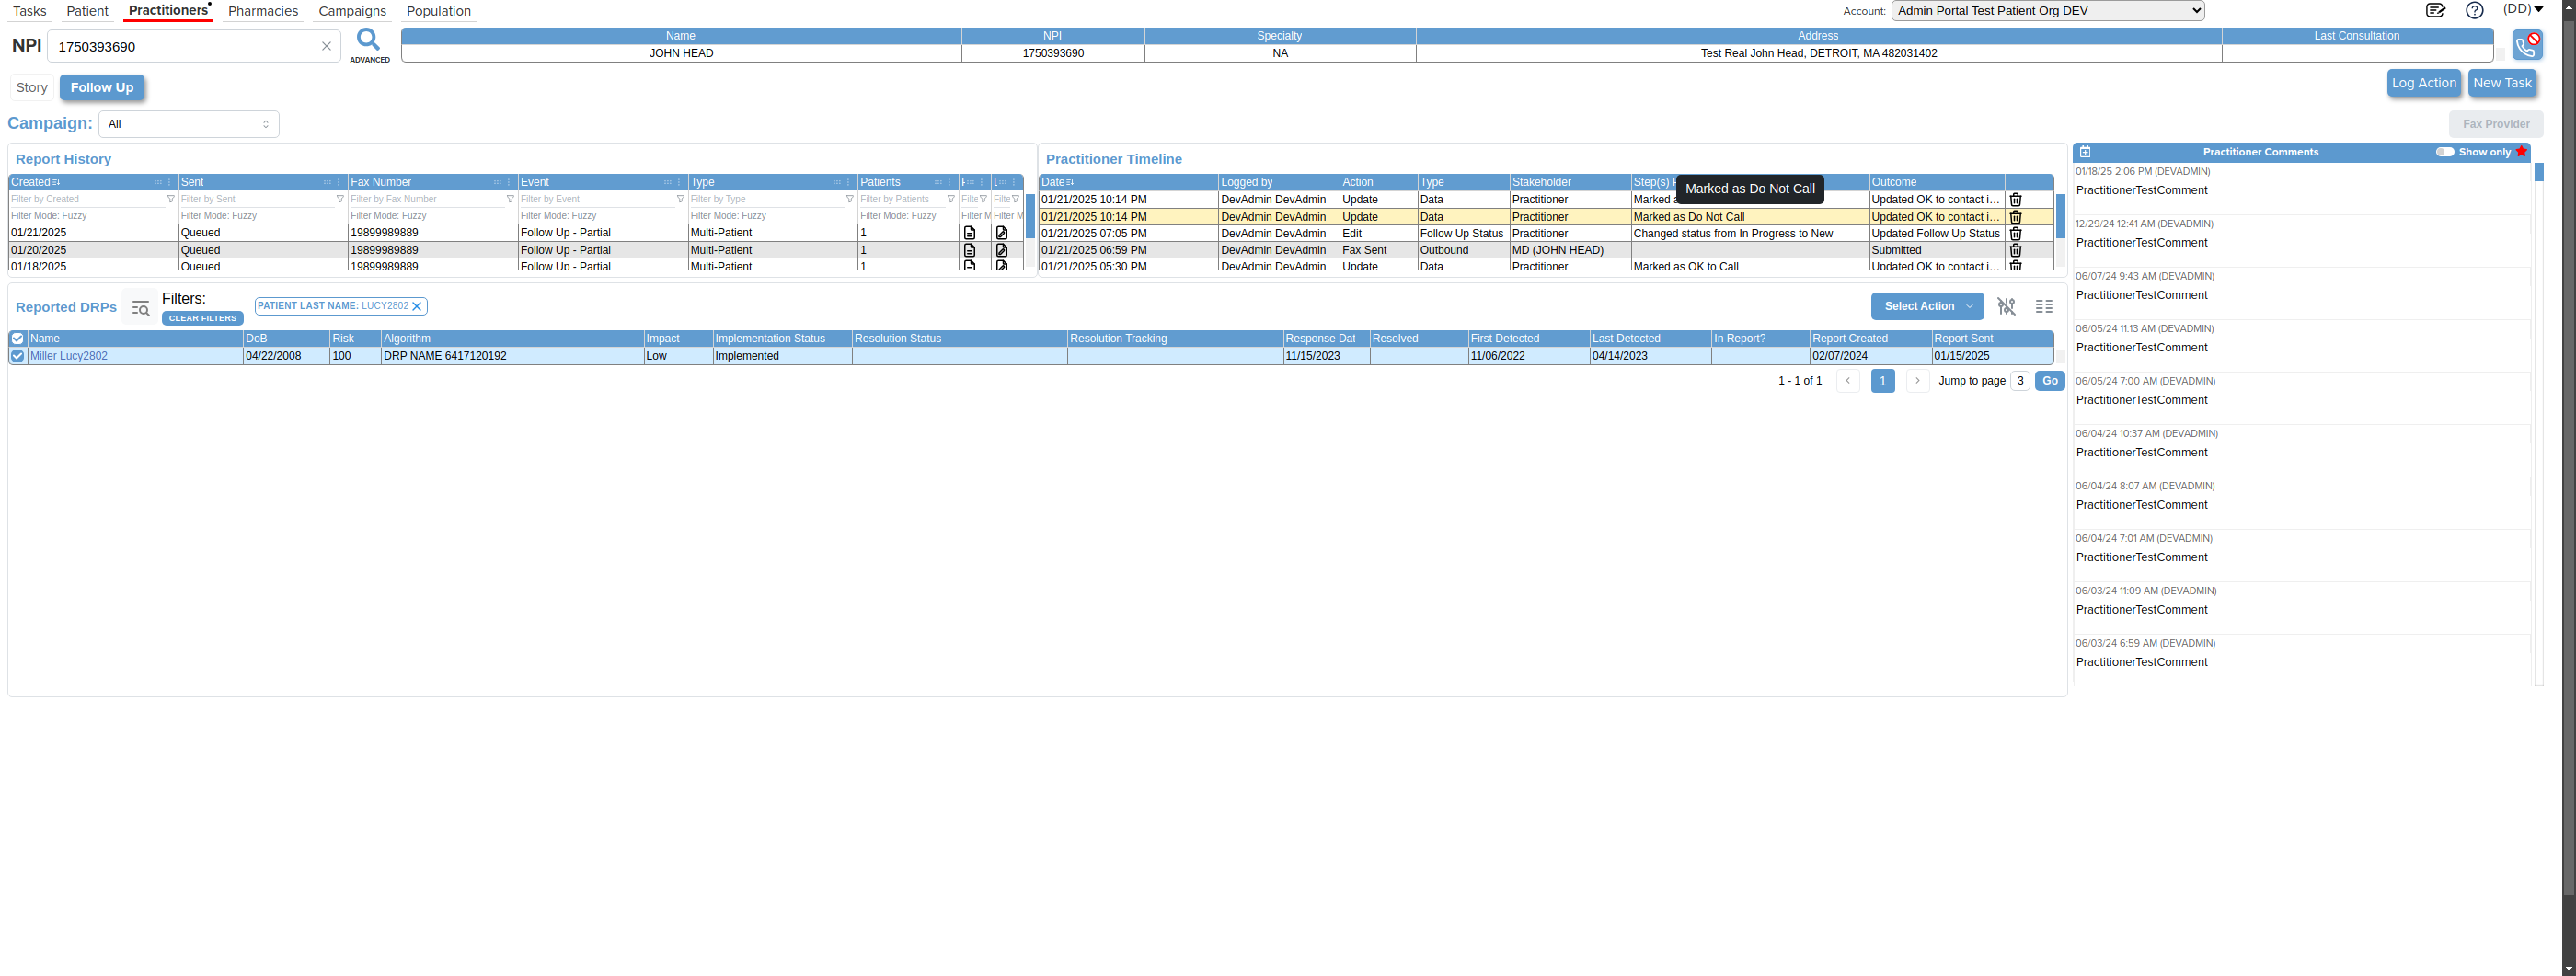 Tasks Patient Practitioners Pharmacies Campaigns Population Account: Admin Portal Test Patient Org DEV (DD)
NPI 1750393690 ADVANCED
Name NPI Specialty Address Last Consultation
JOHN HEAD 1750393690 NA Test Real John Head, DETROIT, MA 482031402
Story Follow Up Log Action New Task
Campaign: All Fax Provider
Report History
Created Sent Fax Number Event Type Patients
Filter by Created Filter by Sent Filter by Fax Number Filter by Event Filter by Type Filter by Patients Filte Filte
Filter Mode: Fuzzy Filter Mode: Fuzzy Filter Mode: Fuzzy Filter Mode: Fuzzy Filter Mode: Fuzzy Filter Mode: Fuzzy Filter M Filter M
01/21/2025 Queued 19899989889 Follow Up - Partial Multi-Patient 1
01/20/2025 Queued 19899989889 Follow Up - Partial Multi-Patient 1
01/18/2025 Queued 19899989889 Follow Up - Partial Multi-Patient 1
Practitioner Timeline
Date Logged by Action Type Stakeholder Step(s) Outcome
Marked as Do Not Call
01/21/2025 10:14 PM DevAdmin DevAdmin Update Data Practitioner Marked a Updated OK to contact i...
01/21/2025 10:14 PM DevAdmin DevAdmin Update Data Practitioner Marked as Do Not Call Updated OK to contact i...
01/21/2025 07:05 PM DevAdmin DevAdmin Edit Follow Up Status Practitioner Changed status from In Progress to New Updated Follow Up Status
01/21/2025 06:59 PM DevAdmin DevAdmin Fax Sent Outbound MD (JOHN HEAD) Submitted
01/21/2025 05:30 PM DevAdmin DevAdmin Update Data Practitioner Marked as OK to Call Updated OK to contact i...
Practitioner Comments Show only
01/18/25 2:06 PM (DEVADMIN)
PractitionerTestComment
12/29/24 12:41 AM (DEVADMIN)
PractitionerTestComment
06/07/24 9:43 AM (DEVADMIN)
PractitionerTestComment
06/05/24 11:13 AM (DEVADMIN)
PractitionerTestComment
06/05/24 7:00 AM (DEVADMIN)
PractitionerTestComment
06/04/24 10:37 AM (DEVADMIN)
PractitionerTestComment
06/04/24 8:07 AM (DEVADMIN)
PractitionerTestComment
06/04/24 7:01 AM (DEVADMIN)
PractitionerTestComment
06/03/24 11:09 AM (DEVADMIN)
PractitionerTestComment
06/03/24 6:59 AM (DEVADMIN)
PractitionerTestComment
Reported DRPs Filters: CLEAR FILTERS PATIENT LAST NAME: LUCY2802 Select Action
Name DoB Risk Algorithm Impact Implementation Status Resolution Status Resolution Tracking Response Dat Resolved First Detected Last Detected In Report? Report Created Report Sent
Miller Lucy2802 04/22/2008 100 DRP NAME 6417120192 Low Implemented 11/15/2023 11/06/2022 04/14/2023 02/07/2024 01/15/2025
1 - 1 of 1 1 Jump to page 3 Go